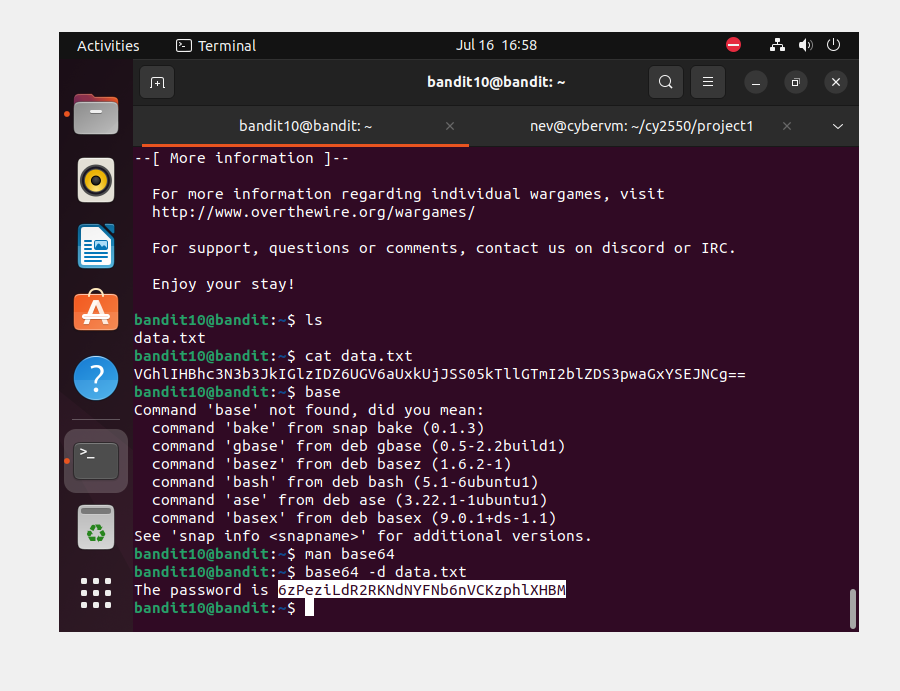 Activities
Terminal
Jul 16 16:58
bandit10@bandit: ~
bandit10@bandit: ~
nev@cybervm: ~/cy2550/project1
--[ More information ]--
For more information regarding individual wargames, visit
http://www.overthewire.org/wargames/
For support, questions or comments, contact us on discord or IRC.
Enjoy your stay!
bandit10@bandit:~$ ls
data.txt
bandit10@bandit:~$ cat data.txt
VGhlIHBhc3N3b3JkIGlzIDZ6UGV6aUxkUjJSS05kTllGTmI2blZDS3pwaGxYSEJNCg==
bandit10@bandit:~$ base
Command 'base' not found, did you mean:
command 'bake' from snap bake (0.1.3)
command 'gbase' from deb gbase (0.5-2.2build1)
command 'basez' from deb basez (1.6.2-1)
command 'bash' from deb bash (5.1-6ubuntu1)
command 'ase' from deb ase (3.22.1-1ubuntu1)
command 'basex' from deb basex (9.0.1+ds-1.1)
See 'snap info <snapname>' for additional versions.
bandit10@bandit:~$ man base64
bandit10@bandit:~$ base64 -d data.txt
The password is 6zPeziLdR2RKNdNYFNb6nVCKzphlXHBM
bandit10@bandit:~$